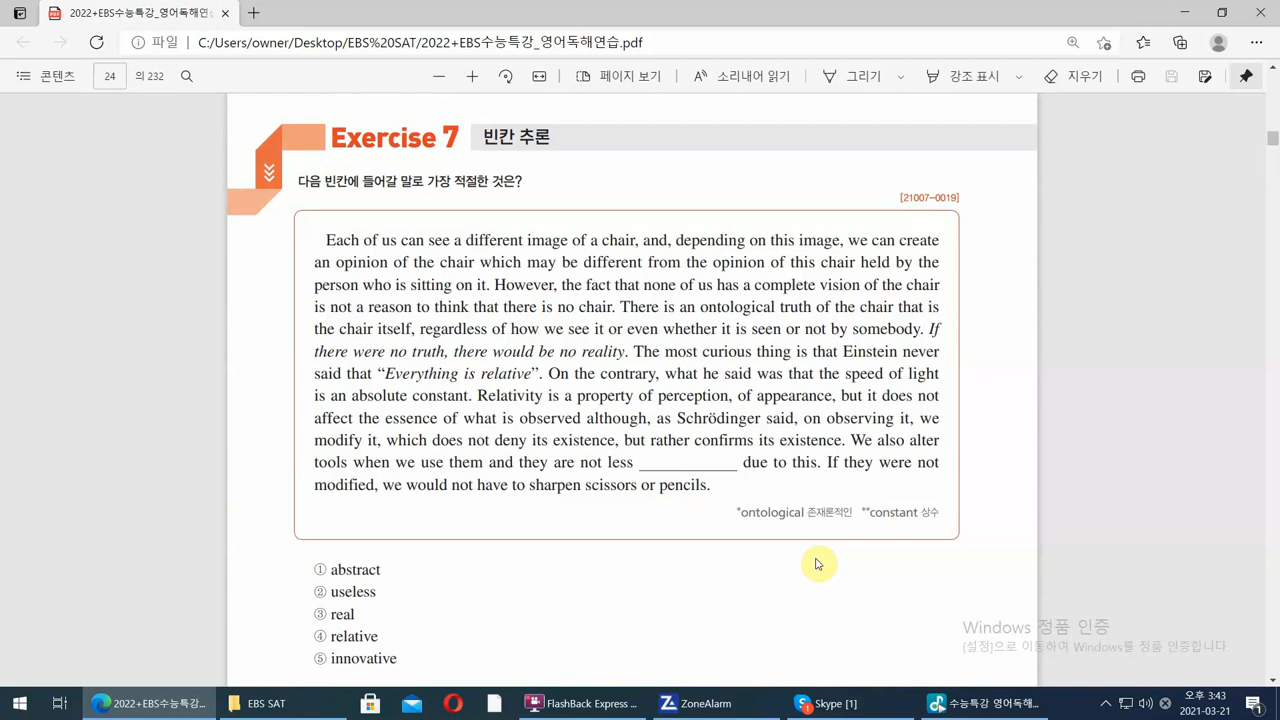 2022+EBS수능특강_영어독해연습
파일
C:/Users/owner/Desktop/EBS%20SAT/2022+EBS수능특강_영어독해연습.pdf
콘텐츠
24
의 232
페이지 보기
소리내어 읽기
그리기
강조 표시
지우기
Exercise 7
빈칸 추론
다음 빈칸에 들어갈 말로 가장 적절한 것은?
[21007-0019]
Each of us can see a different image of a chair, and, depending on this image, we can create
an opinion of the chair which may be different from the opinion of this chair held by the
person who is sitting on it. However, the fact that none of us has a complete vision of the chair
is not a reason to think that there is no chair. There is an ontological truth of the chair that is
the chair itself, regardless of how we see it or even whether it is seen or not by somebody. If
there were no truth, there would be no reality. The most curious thing is that Einstein never
said that “Everything is relative”. On the contrary, what he said was that the speed of light
is an absolute constant. Relativity is a property of perception, of appearance, but it does not
affect the essence of what is observed although, as Schrödinger said, on observing it, we
modify it, which does not deny its existence, but rather confirms its existence. We also alter
tools when we use them and they are not less ____________ due to this. If they were not
modified, we would not have to sharpen scissors or pencils.
*ontological 존재론적인 **constant 상수
① abstract
② useless
③ real
④ relative
⑤ innovative
Windows 정품 인증
[설정]으로 이동하여 Windows를 정품 인증합니다.
2022+EBS수능특강_...
EBS SAT
FlashBack Express ...
ZoneAlarm
Skype [1]
수능특강 영어독해...
오후 3:43
2021-03-21